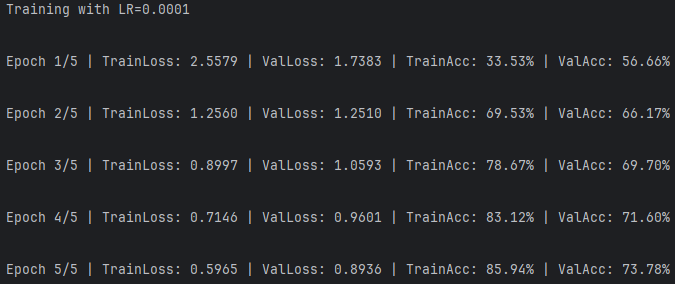 Training with LR=0.0001
Epoch 1/5 | TrainLoss: 2.5579 | ValLoss: 1.7383 | TrainAcc: 33.53% | ValAcc: 56.66%
Epoch 2/5 | TrainLoss: 1.2560 | ValLoss: 1.2510 | TrainAcc: 69.53% | ValAcc: 66.17%
Epoch 3/5 | TrainLoss: 0.8997 | ValLoss: 1.0593 | TrainAcc: 78.67% | ValAcc: 69.70%
Epoch 4/5 | TrainLoss: 0.7146 | ValLoss: 0.9601 | TrainAcc: 83.12% | ValAcc: 71.60%
Epoch 5/5 | TrainLoss: 0.5965 | ValLoss: 0.8936 | TrainAcc: 85.94% | ValAcc: 73.78%